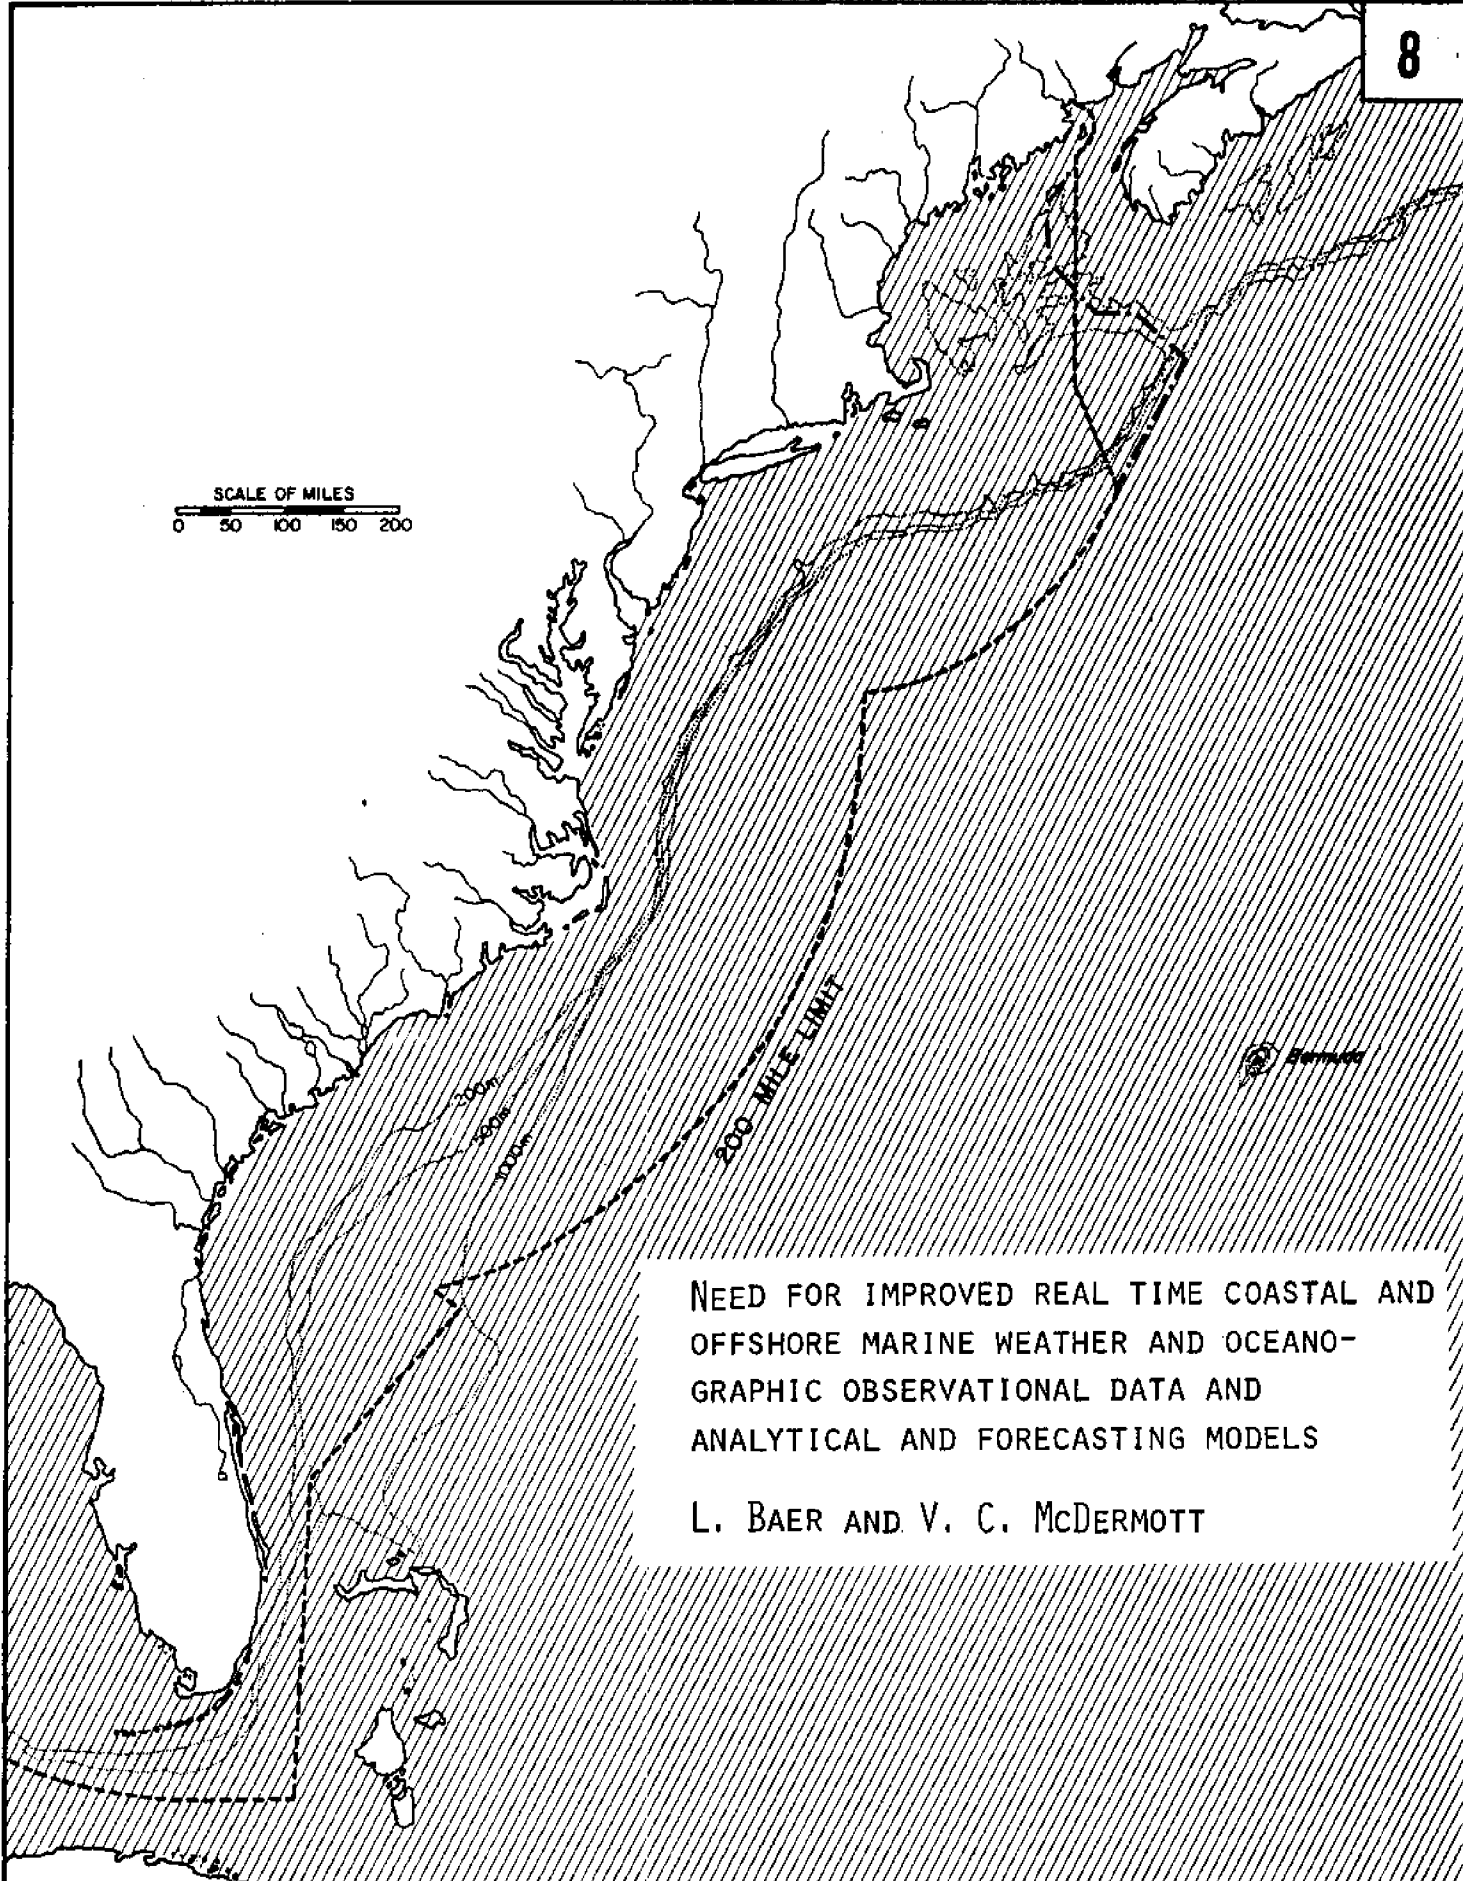 8
SCALE OF MILES
0 50 100 150 200
200m
500m
1000m
200 MILE LIMIT
Bermuda
NEED FOR IMPROVED REAL TIME COASTAL AND
OFFSHORE MARINE WEATHER AND OCEANO-
GRAPHIC OBSERVATIONAL DATA AND
ANALYTICAL AND FORECASTING MODELS
L. BAER AND V. C. MCDERMOTT